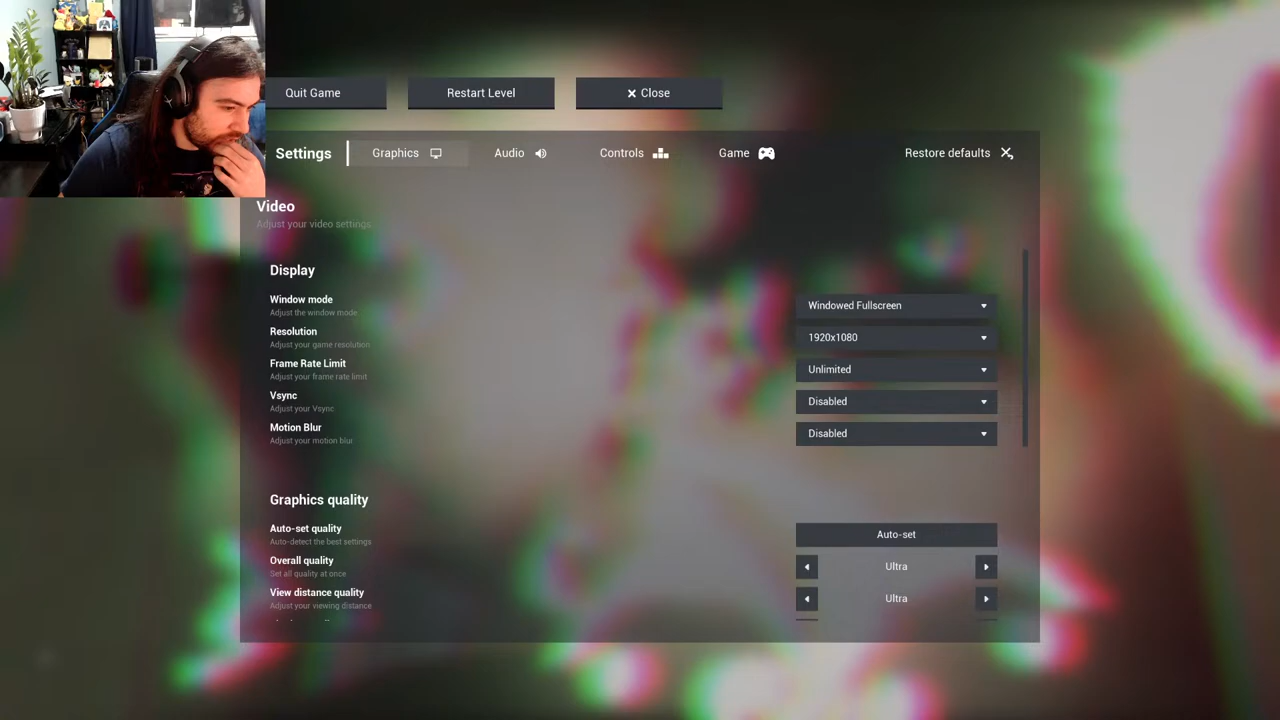 Quit Game
Restart Level
Close
Settings
Graphics
Audio
Controls
Game
Restore defaults
Video
Adjust your video settings
Display
Window mode
Adjust the window mode
Windowed Fullscreen
Resolution
Adjust your game resolution
1920x1080
Frame Rate Limit
Adjust your frame rate limit
Unlimited
Vsync
Adjust your Vsync
Disabled
Motion Blur
Adjust your motion blur
Disabled
Graphics quality
Auto-set quality
Auto-detect the best settings
Auto-set
Overall quality
Set all quality at once
Ultra
View distance quality
Adjust your viewing distance
Ultra